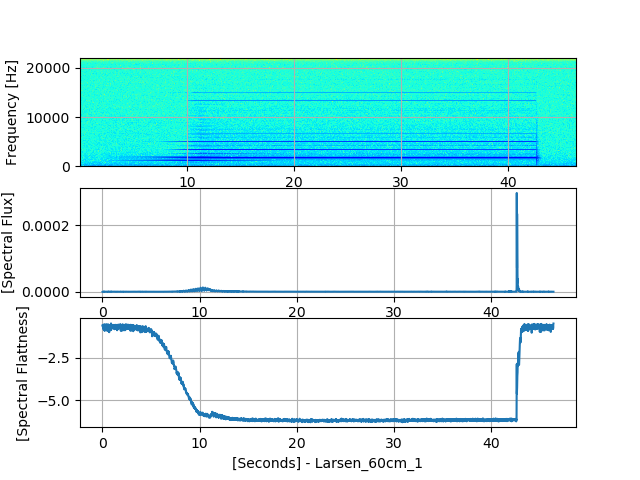 20000
10000
0
Frequency [Hz]
10 20 30 40
0.0002
0.0000
[Spectral Flux]
0 10 20 30 40
−2.5
−5.0
[Spectral Flattness]
0 10 20 30 40
[Seconds] - Larsen_60cm_1